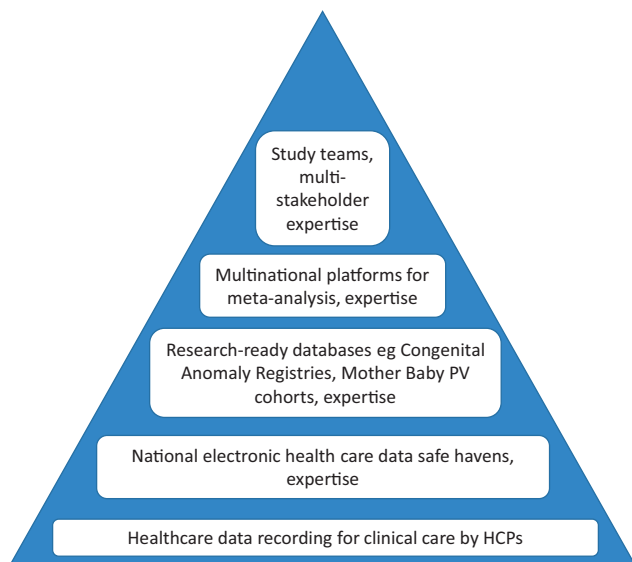 Study teams,
multi-
stakeholder
expertise
Multinational platforms for
meta-analysis, expertise
Research-ready databases eg Congenital
Anomaly Registries, Mother Baby PV
cohorts, expertise
National electronic health care data safe havens,
expertise
Healthcare data recording for clinical care by HCPs